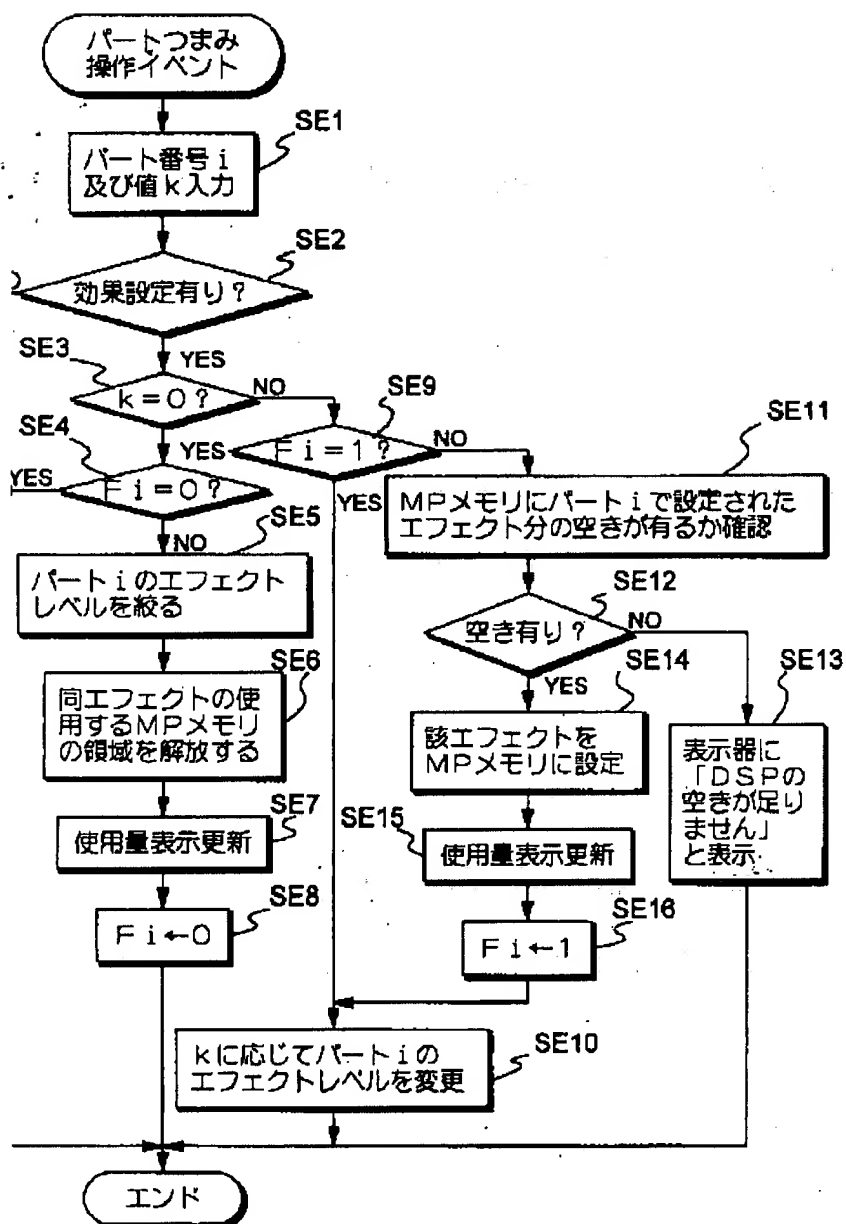 パートつまみ
操作イベント
SE1
パート番号i
及び値k入力
SE2
効果設定有り?
SE3
YES
k=0?
NO
SE9
SE11
SE4
YES
Fi=1?
NO
YES
Fi=0?
YES
MPメモリにパートiで設定された
エフェクト分の空きが有るか確認
SE5
NO
パートiのエフェクト
レベルを絞る
SE12
空き有り?
NO
SE6
YES
SE14
SE13
同エフェクトの使
用するMPメモリ
の領域を解放する
該エフェクトを
MPメモリに設定
表示器に
「DSPの
空きが足り
ません」
と表示
SE7
使用量表示更新
SE15
使用量表示更新
SE8
Fi←0
SE16
Fi←1
kに応じてパートiの
エフェクトレベルを変更
SE10
エンド